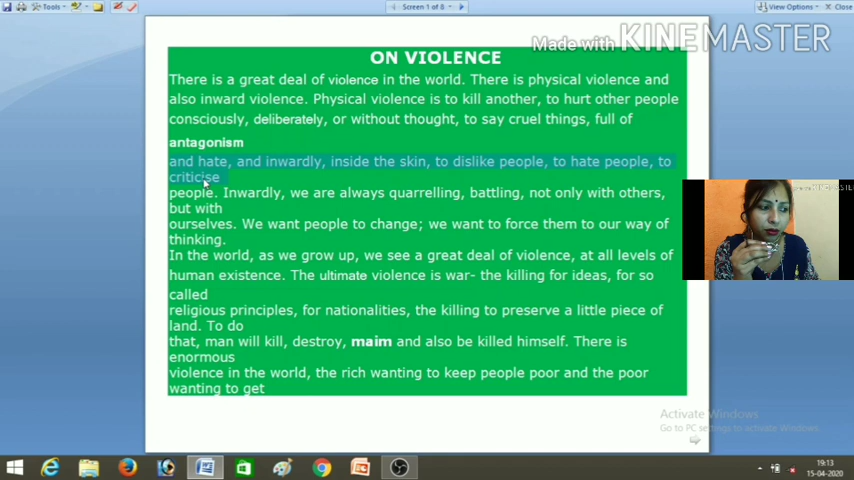 Tools
Screen 1 of 8
View Options
Close
Made with KINEMASTER
ON VIOLENCE
There is a great deal of violence in the world. There is physical violence and
also inward violence. Physical violence is to kill another, to hurt other people
consciously, deliberately, or without thought, to say cruel things, full of
antagonism
and hate, and inwardly, inside the skin, to dislike people, to hate people, to
criticise
people. Inwardly, we are always quarrelling, battling, not only with others,
but with
ourselves. We want people to change; we want to force them to our way of
thinking.
In the world, as we grow up, we see a great deal of violence, at all levels of
human existence. The ultimate violence is war- the killing for ideas, for so
called
religious principles, for nationalities, the killing to preserve a little piece of
land. To do
that, man will kill, destroy, maim and also be killed himself. There is
enormous
violence in the world, the rich wanting to keep people poor and the poor
wanting to get
Activate Windows
Go to PC settings to activate Windows.
19:13
15-04-2020